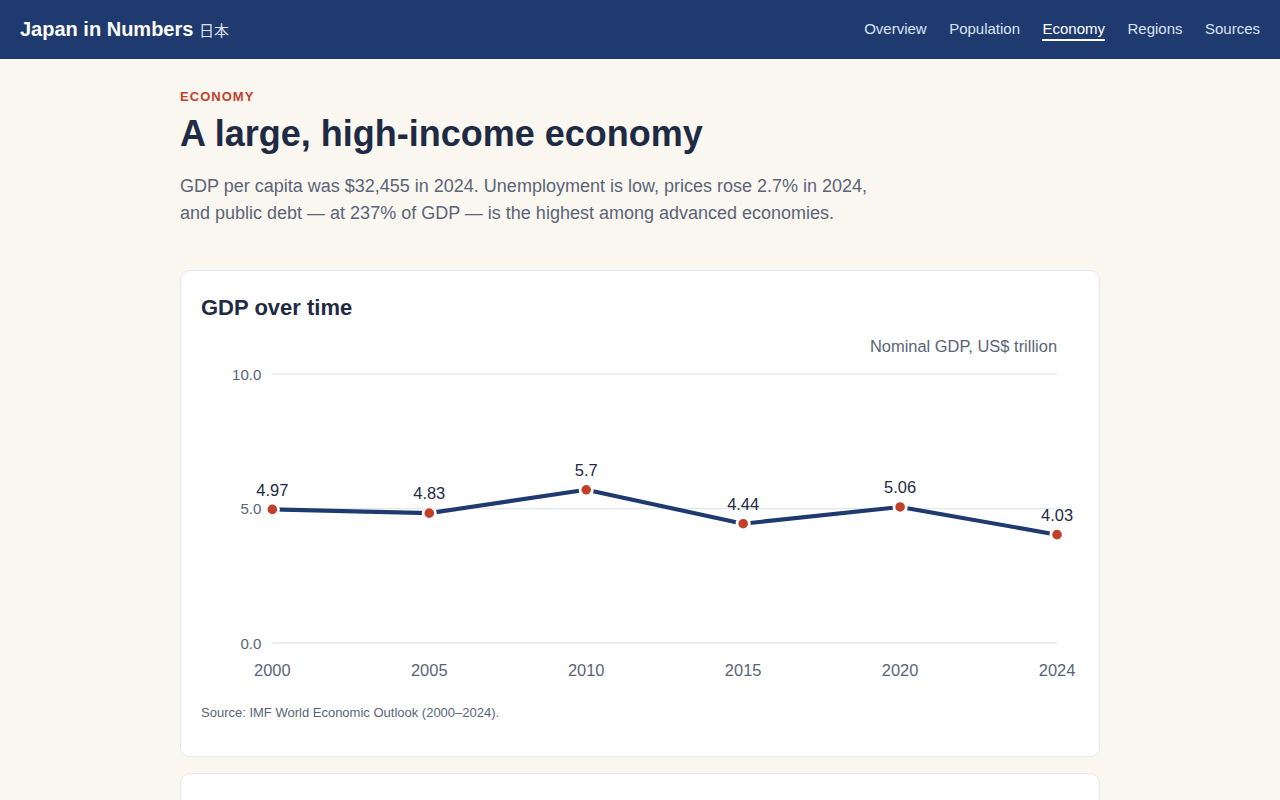 Japan in Numbers 日本
Overview Population Economy Regions Sources
ECONOMY
A large, high-income economy
GDP per capita was $32,455 in 2024. Unemployment is low, prices rose 2.7% in 2024,
and public debt — at 237% of GDP — is the highest among advanced economies.
GDP over time
Nominal GDP, US$ trillion
10.0
5.0
0.0
4.97
4.83
5.7
4.44
5.06
4.03
2000 2005 2010 2015 2020 2024
Source: IMF World Economic Outlook (2000–2024).